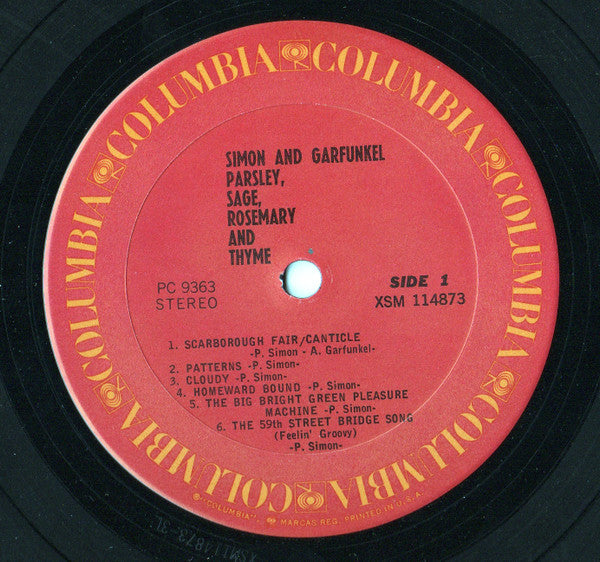 COLUMBIA COLUMBIA COLUMBIA COLUMBIA COLUMBIA COLUMBIA
SIMON AND GARFUNKEL
PARSLEY,
SAGE,
ROSEMARY
AND
THYME
PC 9363
STEREO
SIDE 1
XSM 114873
1. SCARBOROUGH FAIR/CANTICLE
-P. Simon - A. Garfunkel-
2. PATTERNS -P. Simon-
3. CLOUDY -P. Simon-
4. HOMEWARD BOUND -P. Simon-
5. THE BIG BRIGHT GREEN PLEASURE
MACHINE -P. Simon-
6. THE 59th STREET BRIDGE SONG
(Feelin' Groovy)
-P. Simon-
"COLUMBIA", MARCAS REG. PRINTED IN U.S.A.